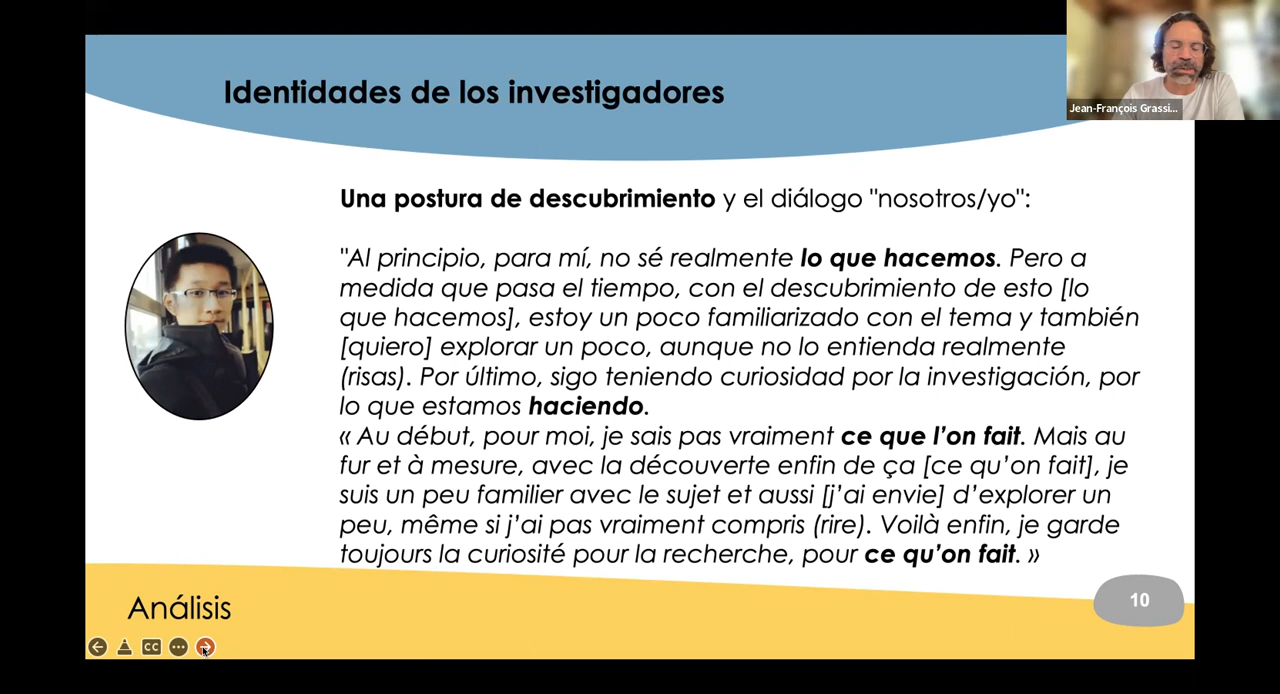 Identidades de los investigadores
Jean-François Grassi...
Una postura de descubrimiento y el diálogo "nosotros/yo":
"Al principio, para mí, no sé realmente lo que hacemos. Pero a
medida que pasa el tiempo, con el descubrimiento de esto [lo
que hacemos], estoy un poco familiarizado con el tema y también
[quiero] explorar un poco, aunque no lo entienda realmente
(risas). Por último, sigo teniendo curiosidad por la investigación, por
lo que estamos haciendo.
« Au début, pour moi, je sais pas vraiment ce que l’on fait. Mais au
fur et à mesure, avec la découverte enfin de ça [ce qu’on fait], je
suis un peu familier avec le sujet et aussi [j’ai envie] d’explorer un
peu, même si j’ai pas vraiment compris (rire). Voilà enfin, je garde
toujours la curiosité pour la recherche, pour ce qu’on fait. »
Análisis
10
CC